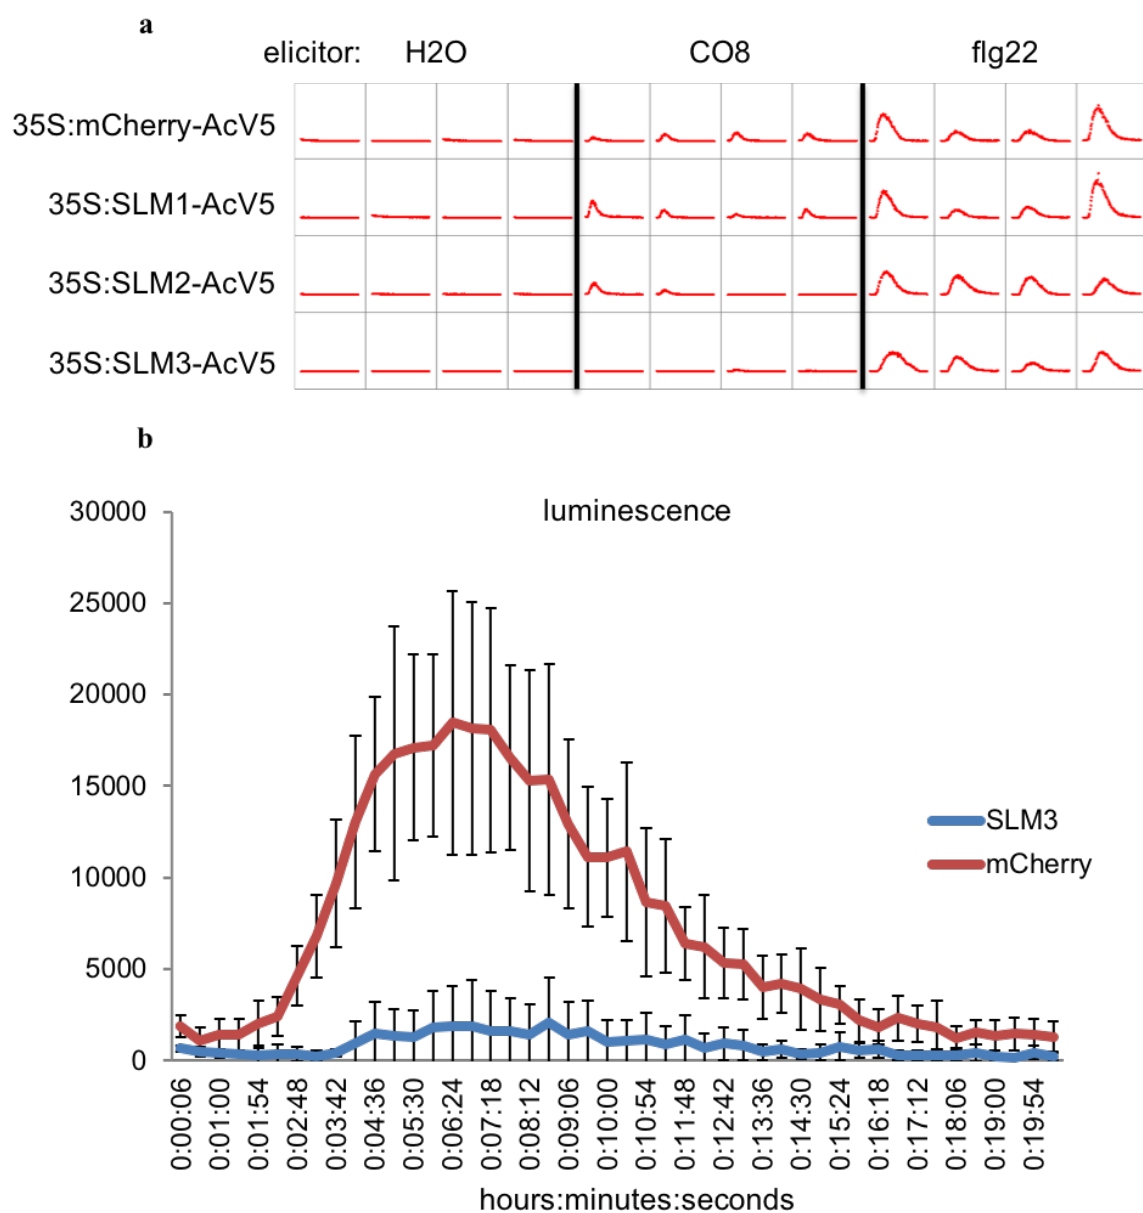 a
elicitor: H2O CO8 flg22
35S:mCherry-AcV5
35S:SLM1-AcV5
35S:SLM2-AcV5
35S:SLM3-AcV5
b
luminescence
30000
25000
20000
15000
10000
5000
0
SLM3
mCherry
0:00:06 0:01:00 0:01:54 0:02:48 0:03:42 0:04:36 0:05:30 0:06:24 0:07:18 0:08:12 0:09:06 0:10:00 0:10:54 0:11:48 0:12:42 0:13:36 0:14:30 0:15:24 0:16:18 0:17:12 0:18:06 0:19:00 0:19:54
hours:minutes:seconds